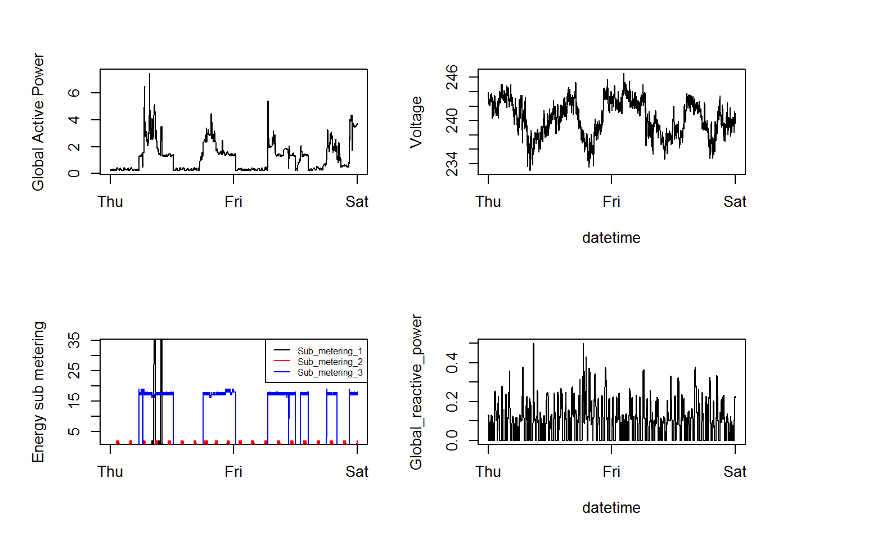 Global Active Power
6
4
2
0
Thu
Fri
Sat
Voltage
246
240
234
Thu
Fri
Sat
datetime
Energy sub metering
35
25
15
5
Sub_metering_1
Sub_metering_2
Sub_metering_3
Thu
Fri
Sat
Global_reactive_power
0.4
0.2
0.0
Thu
Fri
Sat
datetime